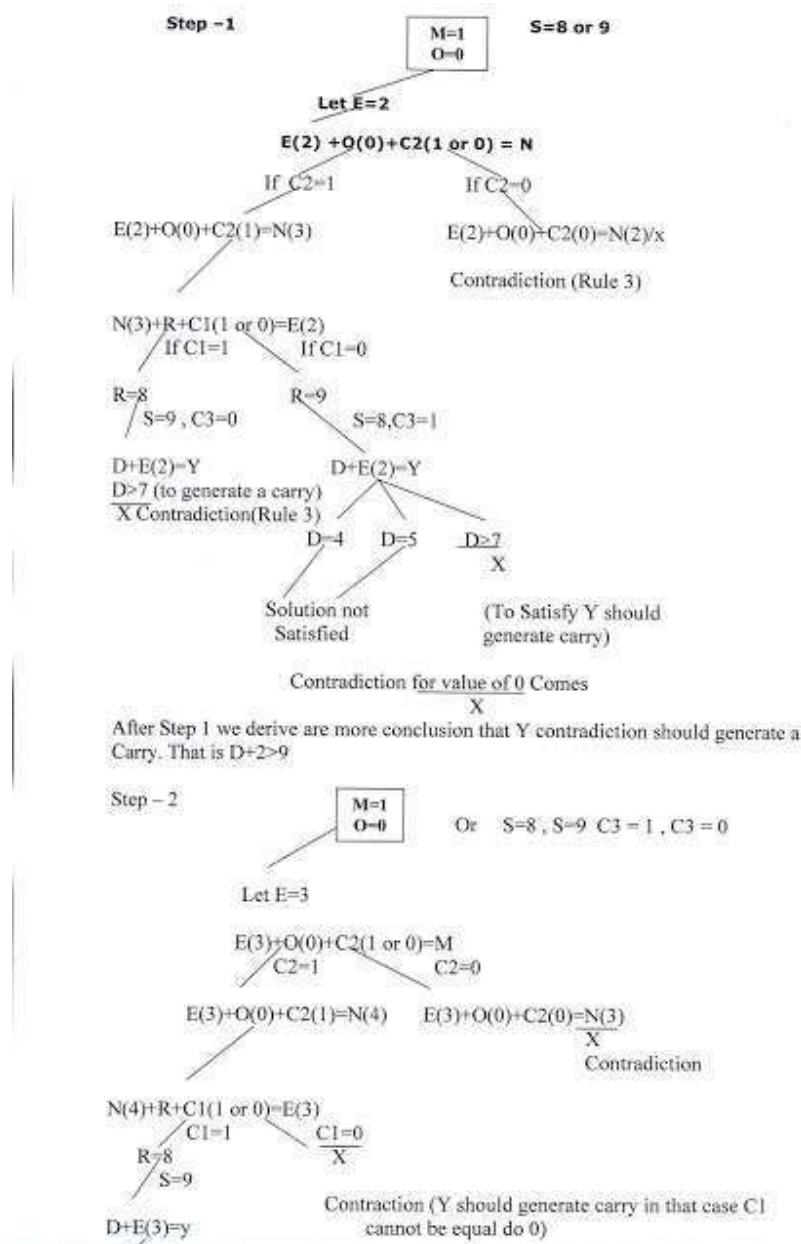 Step –1
M=1
O=0
S=8 or 9
Let E=2
E(2) +O(0)+C2(1 or 0) = N
If C2=1
If C2=0
E(2)+O(0)+C2(1)=N(3)
E(2)+O(0)+C2(0)=N(2)/x
Contradiction (Rule 3)
N(3)+R+C1(1 or 0)=E(2)
If C1=1
If C1=0
R=8
R=9
S=9 , C3=0
S=8,C3=1
D+E(2)=Y
D+E(2)=Y
D>7 (to generate a carry)
X Contradiction(Rule 3)
D=4
D=5
D>7
X
Solution not
Satisfied
(To Satisfy Y should
generate carry)
Contradiction for value of 0 Comes
X
After Step 1 we derive are more conclusion that Y contradiction should generate a
Carry. That is D+2>9
Step – 2
M=1
O=0
Or S=8 , S=9 C3 = 1 , C3 = 0
Let E=3
E(3)+O(0)+C2(1 or 0)=M
C2=1
C2=0
E(3)+O(0)+C2(1)=N(4)
E(3)+O(0)+C2(0)=N(3)
X
Contradiction
N(4)+R+C1(1 or 0)=E(3)
C1=1
C1=0
X
R=8
S=9
Contraction (Y should generate carry in that case C1
cannot be equal do 0)
D+E(3)=y